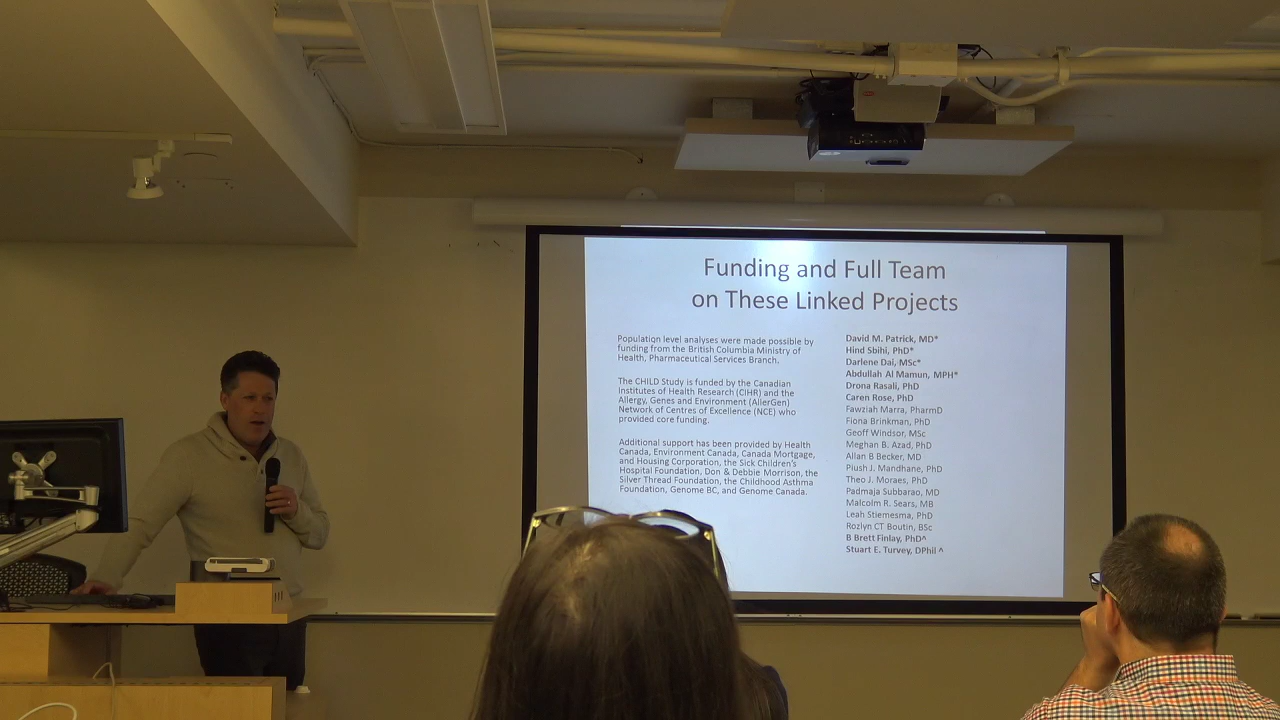 Funding and Full Team
on These Linked Projects
Population level analyses were made possible by
funding from the British Columbia Ministry of
Health, Pharmaceutical Services Branch.
The CHILD Study is funded by the Canadian
Institutes of Health Research (CIHR) and the
Allergy, Genes and Environment (AllerGen)
Network of Centres of Excellence (NCE) who
provided core funding.
Additional support has been provided by Health
Canada, Environment Canada, Canada Mortgage,
and Housing Corporation, the Sick Children's
Hospital Foundation, Don & Debbie Morrison, the
Silver Thread Foundation, the Childhood Asthma
Foundation, Genome BC, and Genome Canada.
David M. Patrick, MD*
Hind Sbihi, PhD*
Darlene Dai, MSc*
Abdullah Al Mamun, MPH*
Drona Rasali, PhD
Caren Rose, PhD
Fawziah Marra, PharmD
Fiona Brinkman, PhD
Geoff Windsor, MSc
Meghan B. Azad, PhD
Allan B Becker, MD
Piush J. Mandhane, PhD
Theo J. Moraes, PhD
Padmaja Subbarao, MD
Malcolm R. Sears, MB
Leah Stiemesma, PhD
Rozlyn CT Boutin, BSc
B Brett Finlay, PhD^
Stuart E. Turvey, DPhil ^